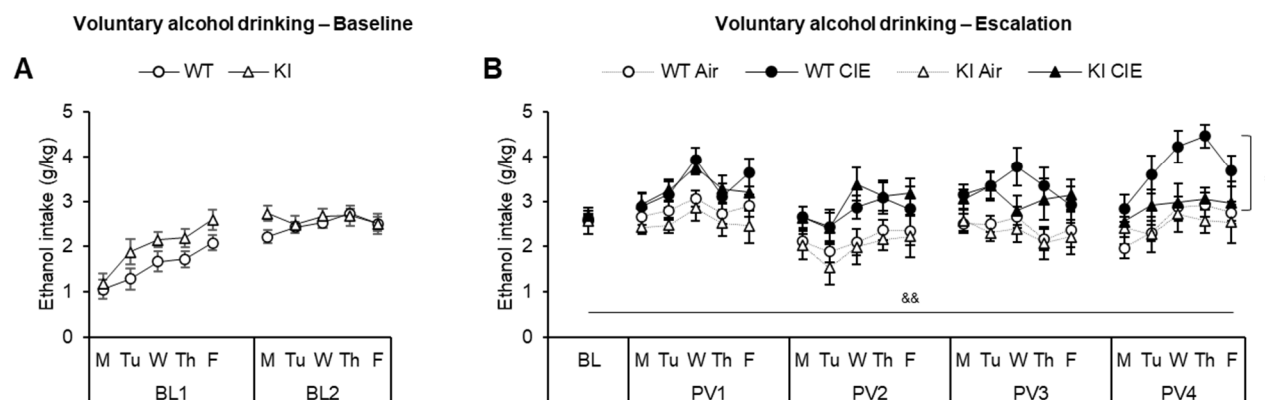 Voluntary alcohol drinking – Baseline
A
WT KI
Ethanol intake (g/kg)
5
4
3
2
1
0
M Tu W Th F M Tu W Th F
BL1 BL2
Voluntary alcohol drinking – Escalation
B
WT Air WT CIE KI Air KI CIE
Ethanol intake (g/kg)
5
4
3
2
1
0
&&
BL M Tu W Th F M Tu W Th F M Tu W Th F M Tu W Th F
PV1 PV2 PV3 PV4